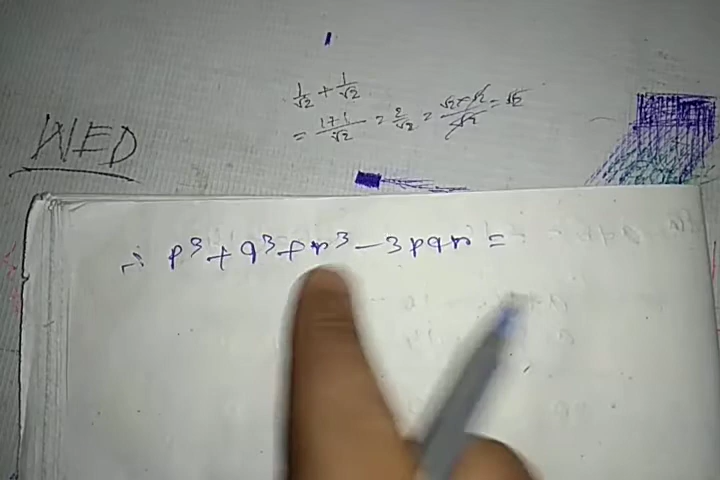 1/√2 + 1/√2
= 1+1/√2 = 2/√2 = √2×√2/√2 = √2
WED
∴ p³ + q³ + r³ − 3pqr =